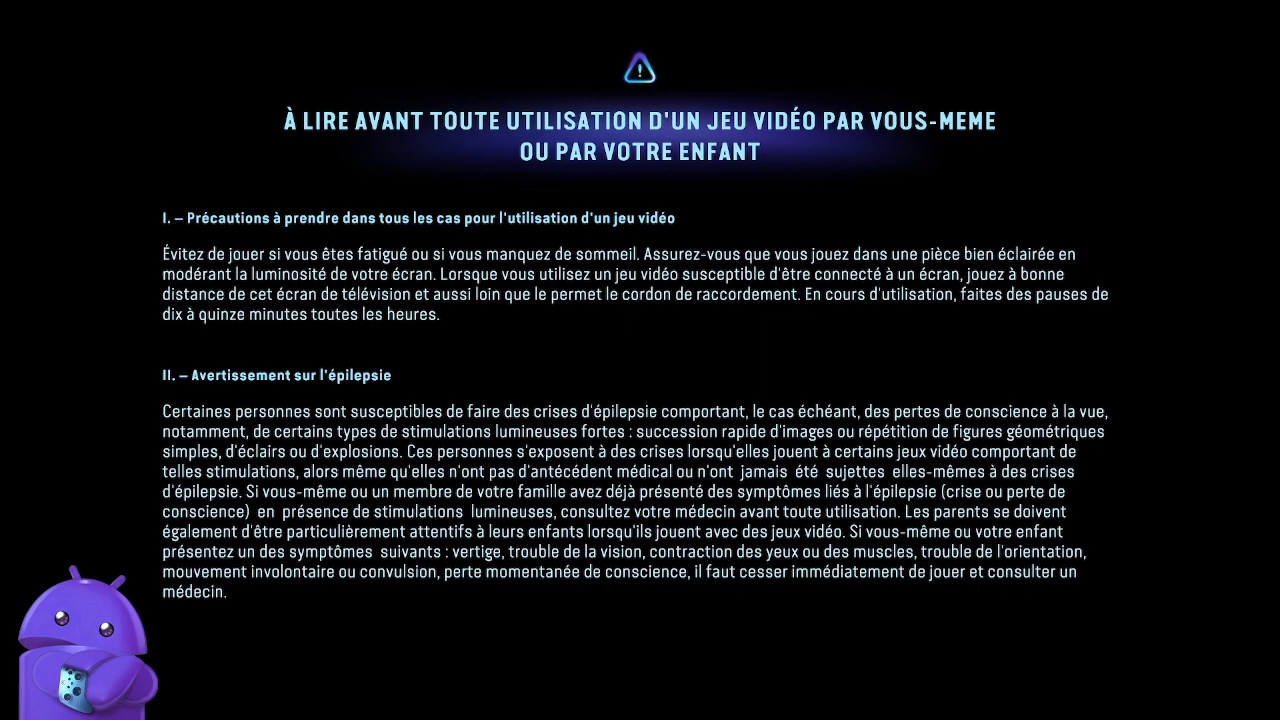 À LIRE AVANT TOUTE UTILISATION D'UN JEU VIDÉO PAR VOUS-MEME
OU PAR VOTRE ENFANT
I. – Précautions à prendre dans tous les cas pour l'utilisation d'un jeu vidéo
Évitez de jouer si vous êtes fatigué ou si vous manquez de sommeil. Assurez-vous que vous jouez dans une pièce bien éclairée en
modérant la luminosité de votre écran. Lorsque vous utilisez un jeu vidéo susceptible d'être connecté à un écran, jouez à bonne
distance de cet écran de télévision et aussi loin que le permet le cordon de raccordement. En cours d'utilisation, faites des pauses de
dix à quinze minutes toutes les heures.
II. – Avertissement sur l'épilepsie
Certaines personnes sont susceptibles de faire des crises d'épilepsie comportant, le cas échéant, des pertes de conscience à la vue,
notamment, de certains types de stimulations lumineuses fortes : succession rapide d'images ou répétition de figures géométriques
simples, d'éclairs ou d'explosions. Ces personnes s'exposent à des crises lorsqu'elles jouent à certains jeux vidéo comportant de
telles stimulations, alors même qu'elles n'ont pas d'antécédent médical ou n'ont jamais été sujettes elles-mêmes à des crises
d'épilepsie. Si vous-même ou un membre de votre famille avez déjà présenté des symptômes liés à l'épilepsie (crise ou perte de
conscience) en présence de stimulations lumineuses, consultez votre médecin avant toute utilisation. Les parents se doivent
également d'être particulièrement attentifs à leurs enfants lorsqu'ils jouent avec des jeux vidéo. Si vous-même ou votre enfant
présentez un des symptômes suivants : vertige, trouble de la vision, contraction des yeux ou des muscles, trouble de l'orientation,
mouvement involontaire ou convulsion, perte momentanée de conscience, il faut cesser immédiatement de jouer et consulter un
médecin.